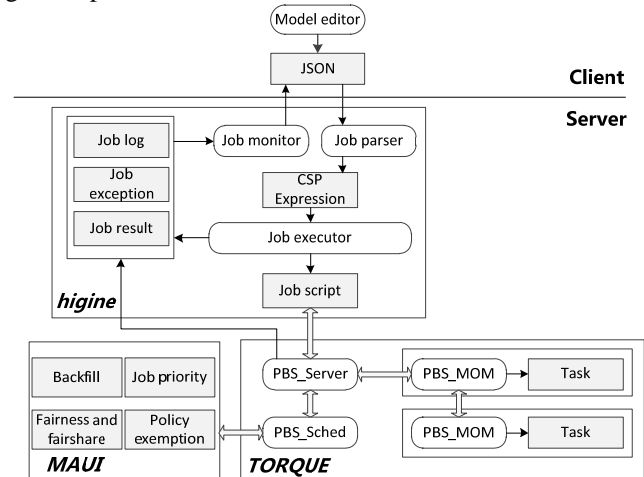 Model editor
JSON
Client
Server
Job log
Job monitor
Job parser
Job
exception
CSP
Expression
Job result
Job executor
higine
Job script
Backfill
Job priority
PBS_Server
PBS_MOM
Task
Fairness and
fairshare
Policy
exemption
PBS_Sched
PBS_MOM
Task
MAUI
TORQUE